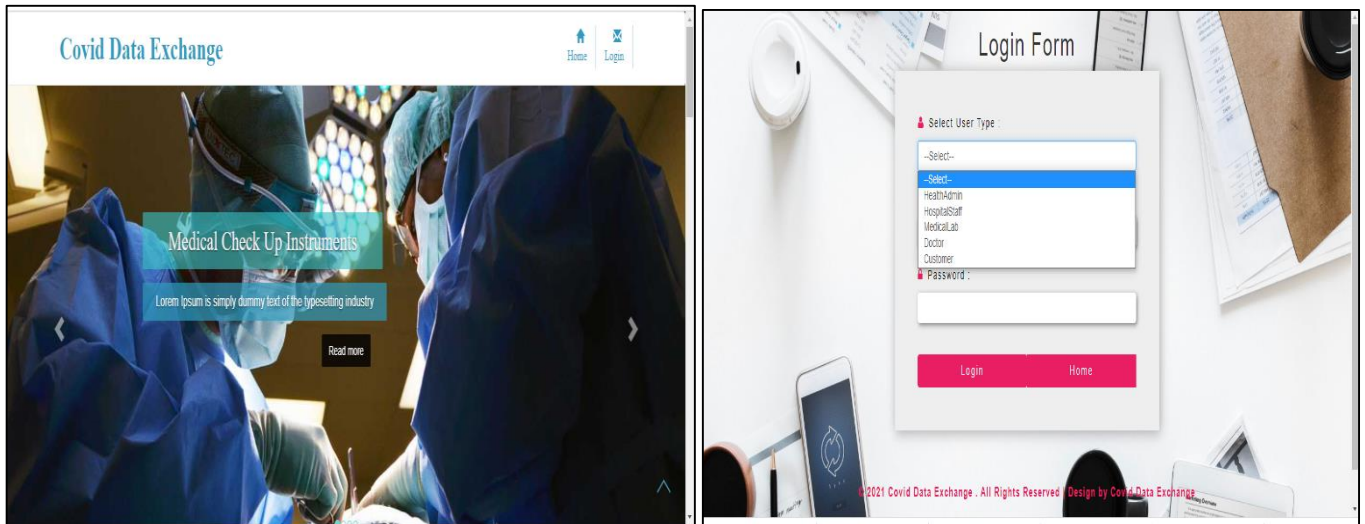 Covid Data Exchange
Home Login
Medical Check Up Instruments
Lorem Ipsum is simply dummy text of the typesetting industry
Read more
Login Form
Select User Type :
--Select--
--Select--
HealthAdmin
HospitalStaff
MedicalLab
Doctor
Customer
Password :
Login Home
© 2021 Covid Data Exchange . All Rights Reserved | Design by Covid Data Exchange